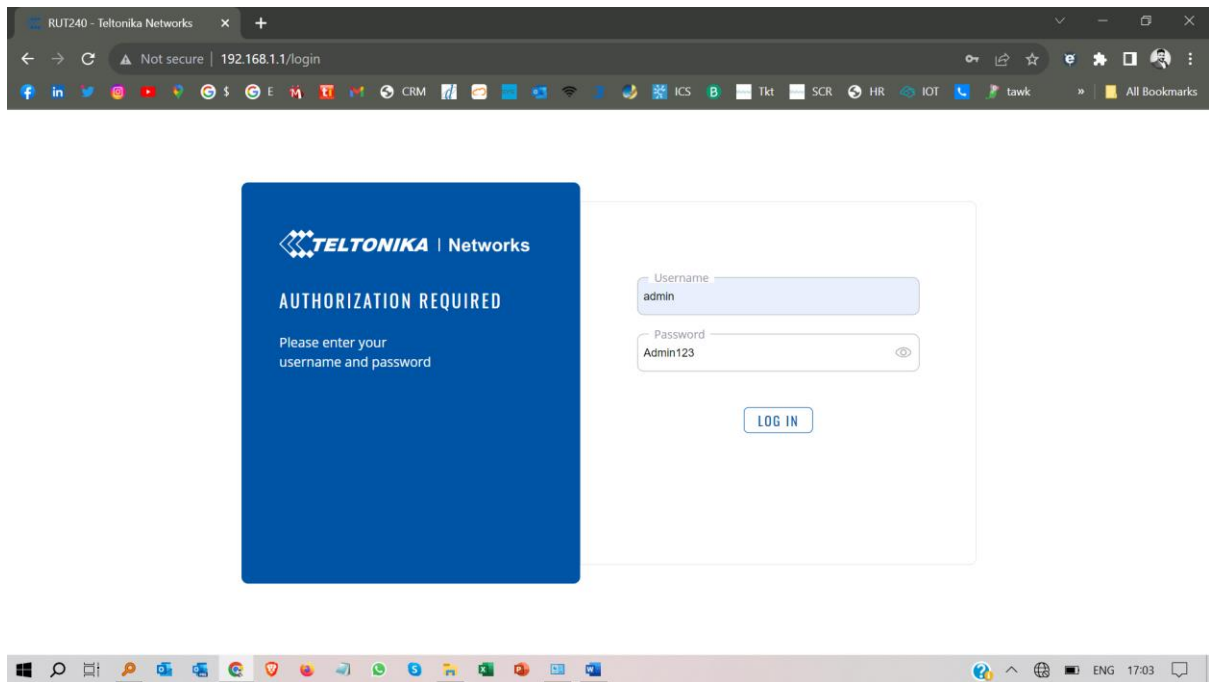 RUT240 - Teltonika Networks
Not secure | 192.168.1.1/login
$ E CRM ICS B Tkt SCR HR IOT tawk » All Bookmarks
TELTONIKA | Networks
AUTHORIZATION REQUIRED
Please enter your
username and password
Username
admin
Password
Admin123
LOG IN
ENG 17:03